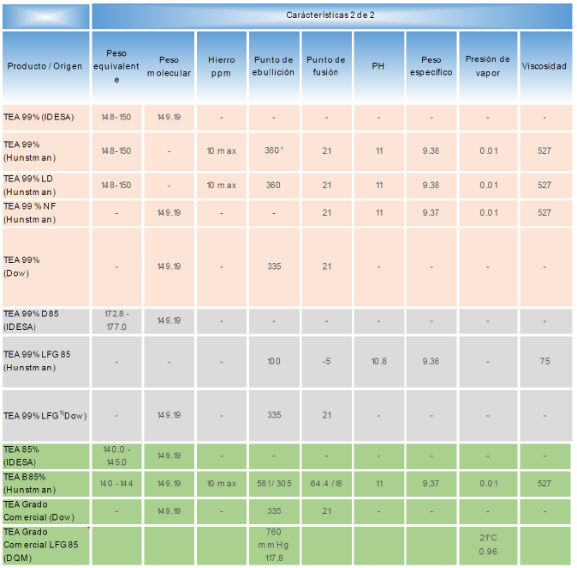 Carácterísticas 2 de 2
Producto / Origen
Peso
equivalent
e
Peso
molecular
Hierro
ppm
Punto de
ebullición
Punto de
fusión
PH
Peso
específico
Presión de
vapor
Viscosidad
TEA 99% (IDESA) 148-150 149.19 - - - - - - -
TEA 99%
(Hunstman) 148-150 - 10 max 360° 21 11 9.38 0.01 527
TEA 99% LD
(Hunstman) 148-150 - 10 max 360 21 11 9.38 0.01 527
TEA 99% NF
(Hunstman) - 149.19 - - 21 11 9.37 0.01 527
TEA 99%
(Dow) - 149.19 - 335 21 - - - -
TEA 99% D85
(IDESA)
172.8 -
177.0
149.19 - - - - - - -
TEA 99% LFG 85
(Hunstman) - - - 100 -5 10.8 9.36 - 75
TEA 99% LFG Dow) - 149.19 - 335 21 - - - -
TEA 85%
(IDESA)
140.0 -
145.0
149.19 - - - - - - -
TEA B85%
(Hunstman) 140 -144 149.19 10 max 581/ 305 64.4 /18 11 9.37 0.01 527
TEA Grado
Comercial (Dow) - 149.19 - 335 21 - - - -
TEA Grado
Comercial LFG85
(DQM)
760
mmHg
117.8
21°C
0.96